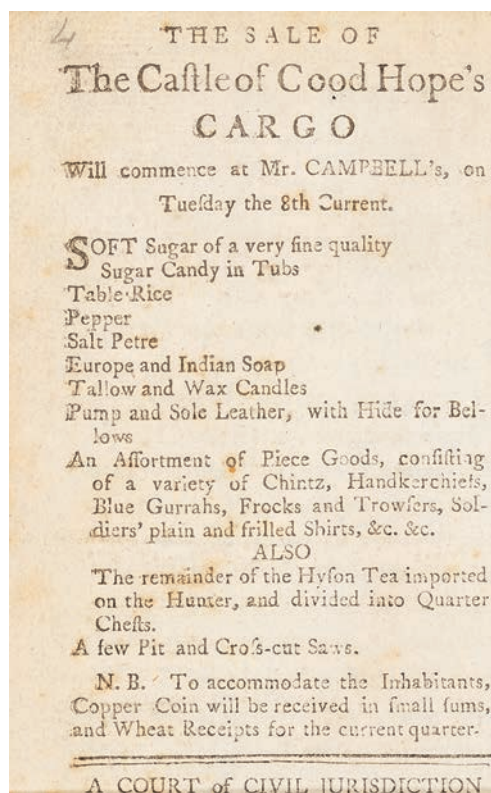 4
THE SALE OF
The Caſtle of Good Hope's
CARGO
Will commence at Mr. CAMPBELL's, on
Tueſday the 8th Current.
SOFT Sugar of a very fine quality
Sugar Candy in Tubs
Table Rice
Pepper
Salt Petre
Europe and Indian Soap
Tallow and Wax Candles
Pump and Sole Leather, with Hide for Bel-
lows
An Aſſortment of Piece Goods, conſiſting
of a variety of Chintz, Handkerchiefs,
Blue Gurrahs, Frocks and Trowſers, Sol-
diers' plain and frilled Shirts, &c. &c.
ALSO
The remainder of the Hyſon Tea imported
on the Hunter, and divided into Quarter
Cheſts.
A few Pit and Croſs-cut Saws.
N. B. To accommodate the Inhabitants,
Copper Coin will be received in ſmall ſums,
and Wheat Receipts for the current quarter.
A COURT of CIVIL JURISDICTION